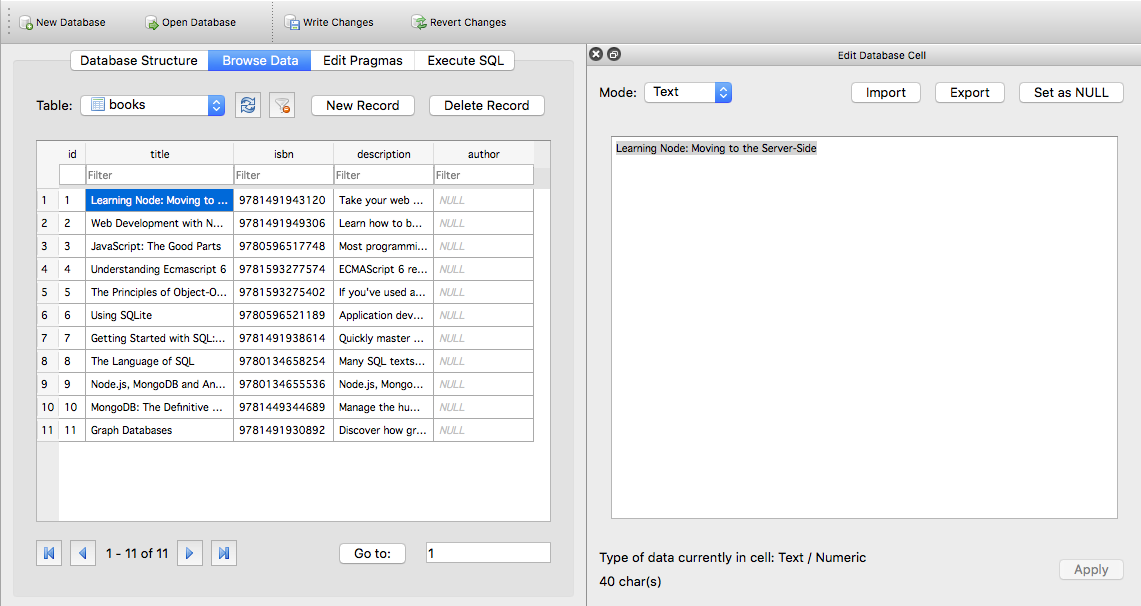 New Database Open Database Write Changes Revert Changes
Database Structure Browse Data Edit Pragmas Execute SQL
Table: books New Record Delete Record
id title isbn description author
Filter Filter Filter Filter
1 1 Learning Node: Moving to ... 9781491943120 Take your web ... NULL
2 2 Web Development with N... 9781491949306 Learn how to b... NULL
3 3 JavaScript: The Good Parts 9780596517748 Most programmi... NULL
4 4 Understanding Ecmascript 6 9781593277574 ECMAScript 6 re... NULL
5 5 The Principles of Object-O... 9781593275402 If you've used a... NULL
6 6 Using SQLite 9780596521189 Application dev... NULL
7 7 Getting Started with SQL:... 9781491938614 Quickly master ... NULL
8 8 The Language of SQL 9780134658254 Many SQL texts... NULL
9 9 Node.js, MongoDB and An... 9780134655536 Node.js, Mongo... NULL
10 10 MongoDB: The Definitive ... 9781449344689 Manage the hu... NULL
11 11 Graph Databases 9781491930892 Discover how gr... NULL
1 - 11 of 11 Go to: 1
Edit Database Cell
Mode: Text Import Export Set as NULL
Learning Node: Moving to the Server-Side
Type of data currently in cell: Text / Numeric
40 char(s)
Apply